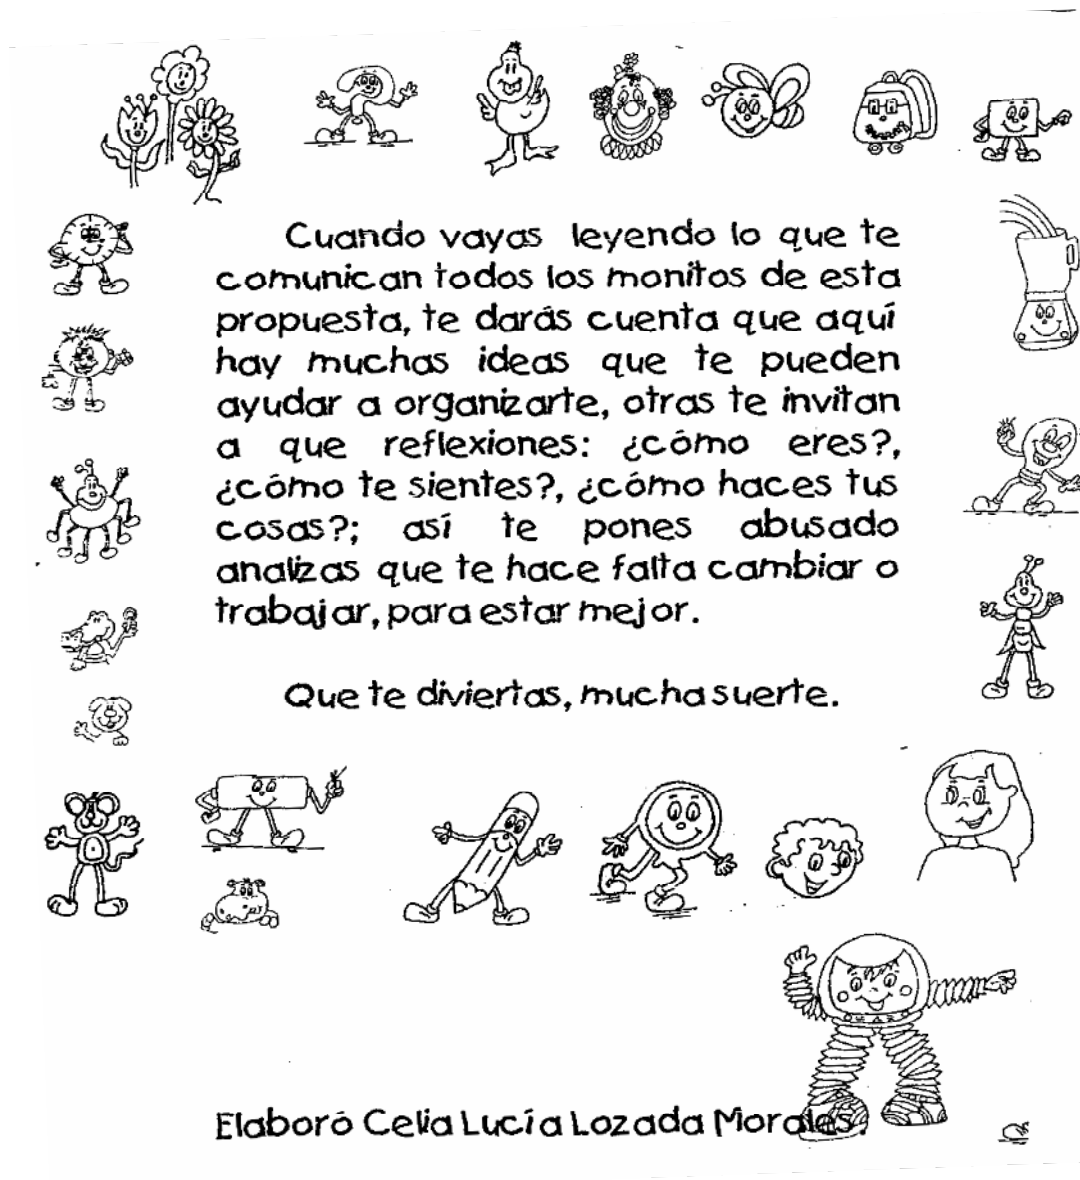 Cuando vayas leyendo lo que te
comunican todos los monitos de esta
propuesta, te darás cuenta que aquí
hay muchas ideas que te pueden
ayudar a organizarte, otras te invitan
a que reflexiones: ¿cómo eres?,
¿cómo te sientes?, ¿cómo haces tus
cosas?; así te pones abusado
analizas que te hace falta cambiar o
trabajar, para estar mejor.
Que te diviertas, mucha suerte.
Elaboró Celia Lucía Lozada Morales.